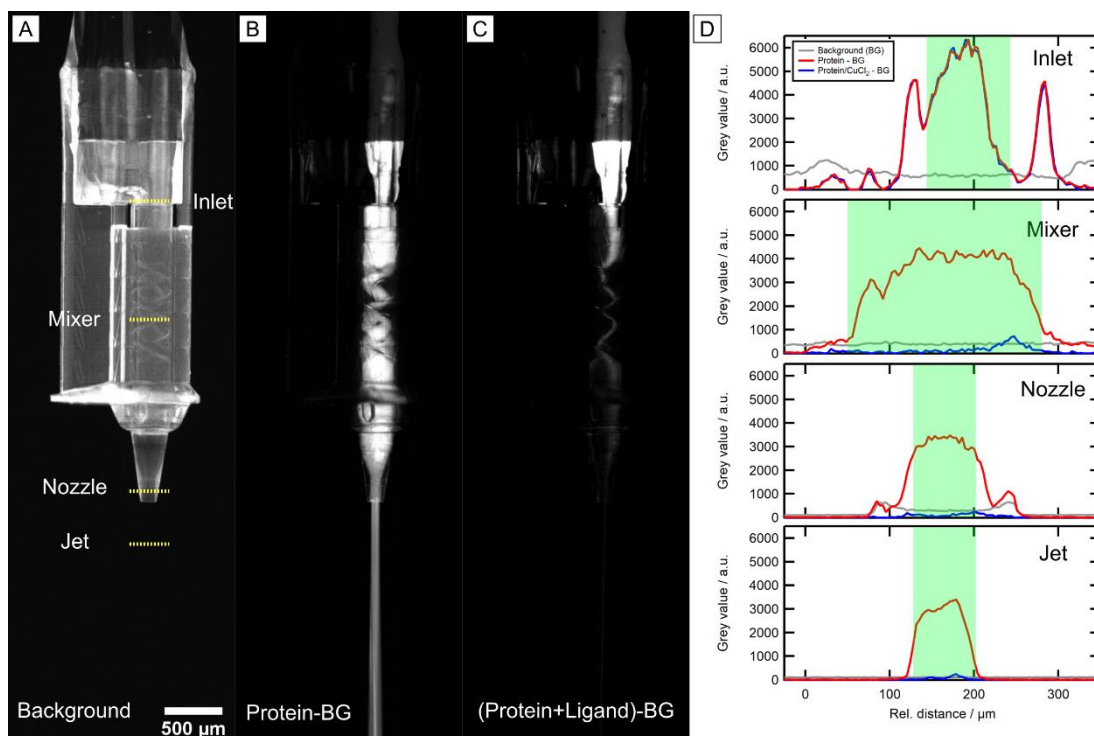 A
Inlet
Mixer
Nozzle
Jet
Background
500 µm
B
Protein-BG
C
(Protein+Ligand)-BG
D
Background (BG)
Protein - BG
Protein/CuCl₂ - BG
Inlet
Grey value / a.u.
6000
5000
4000
3000
2000
1000
0
Mixer
Grey value / a.u.
6000
5000
4000
3000
2000
1000
0
Nozzle
Grey value / a.u.
6000
5000
4000
3000
2000
1000
0
Jet
Grey value / a.u.
6000
5000
4000
3000
2000
1000
0
0 100 200 300
Rel. distance / µm